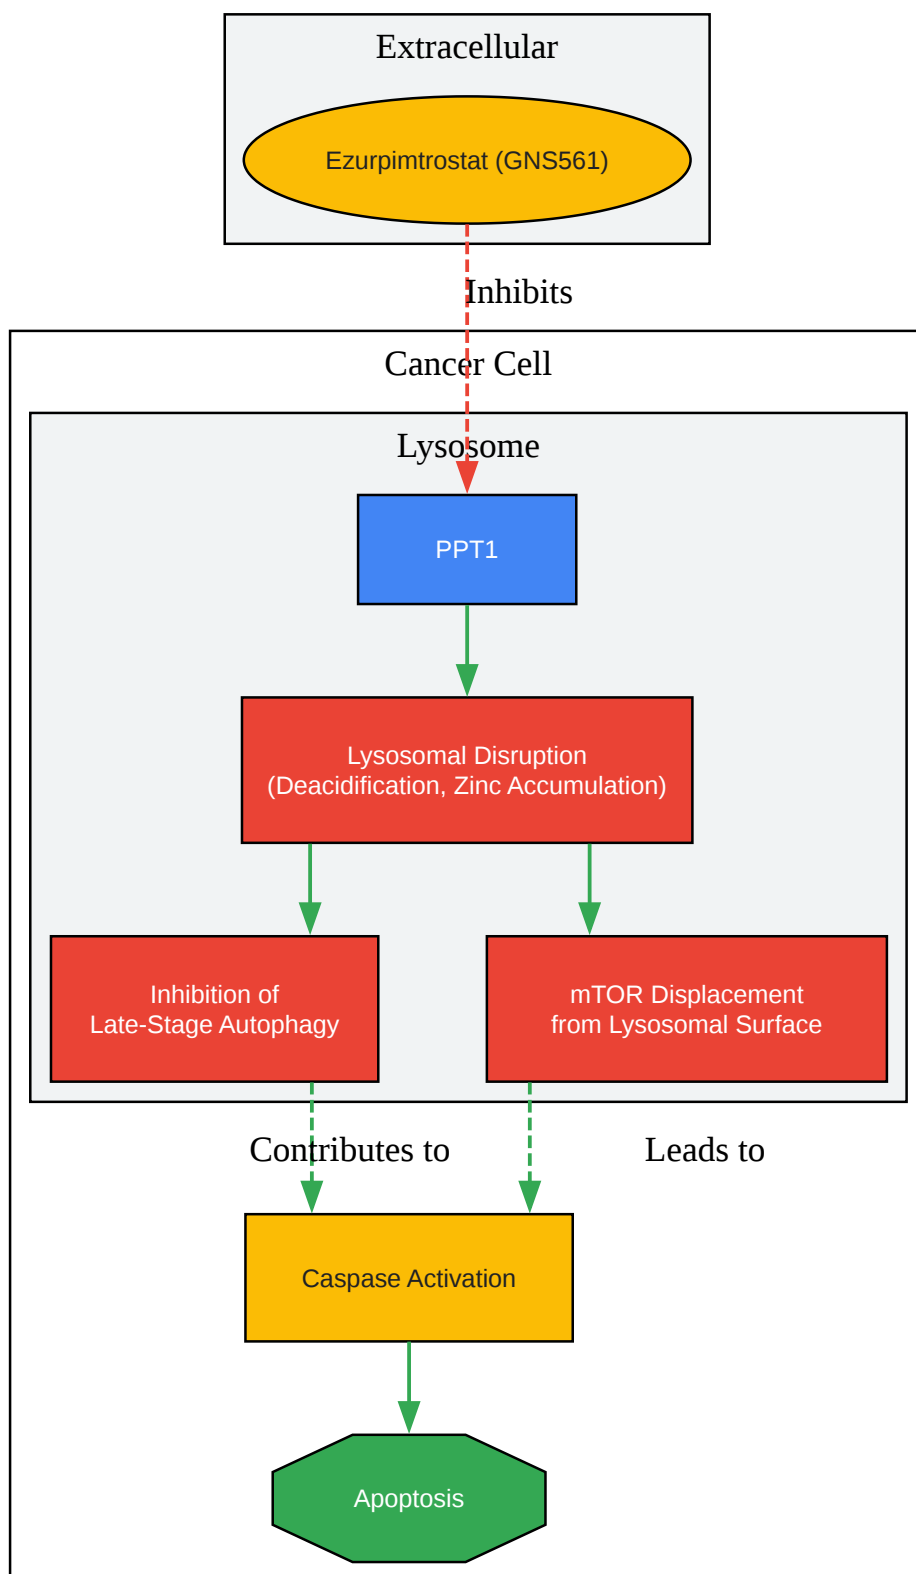 Extracellular
Ezurpimtrostat (GNS561)
Inhibits
Cancer Cell
Lysosome
PPT1
Lysosomal Disruption
(Deacidification, Zinc Accumulation)
Inhibition of
Late-Stage Autophagy
mTOR Displacement
from Lysosomal Surface
Contributes to
Leads to
Caspase Activation
Apoptosis